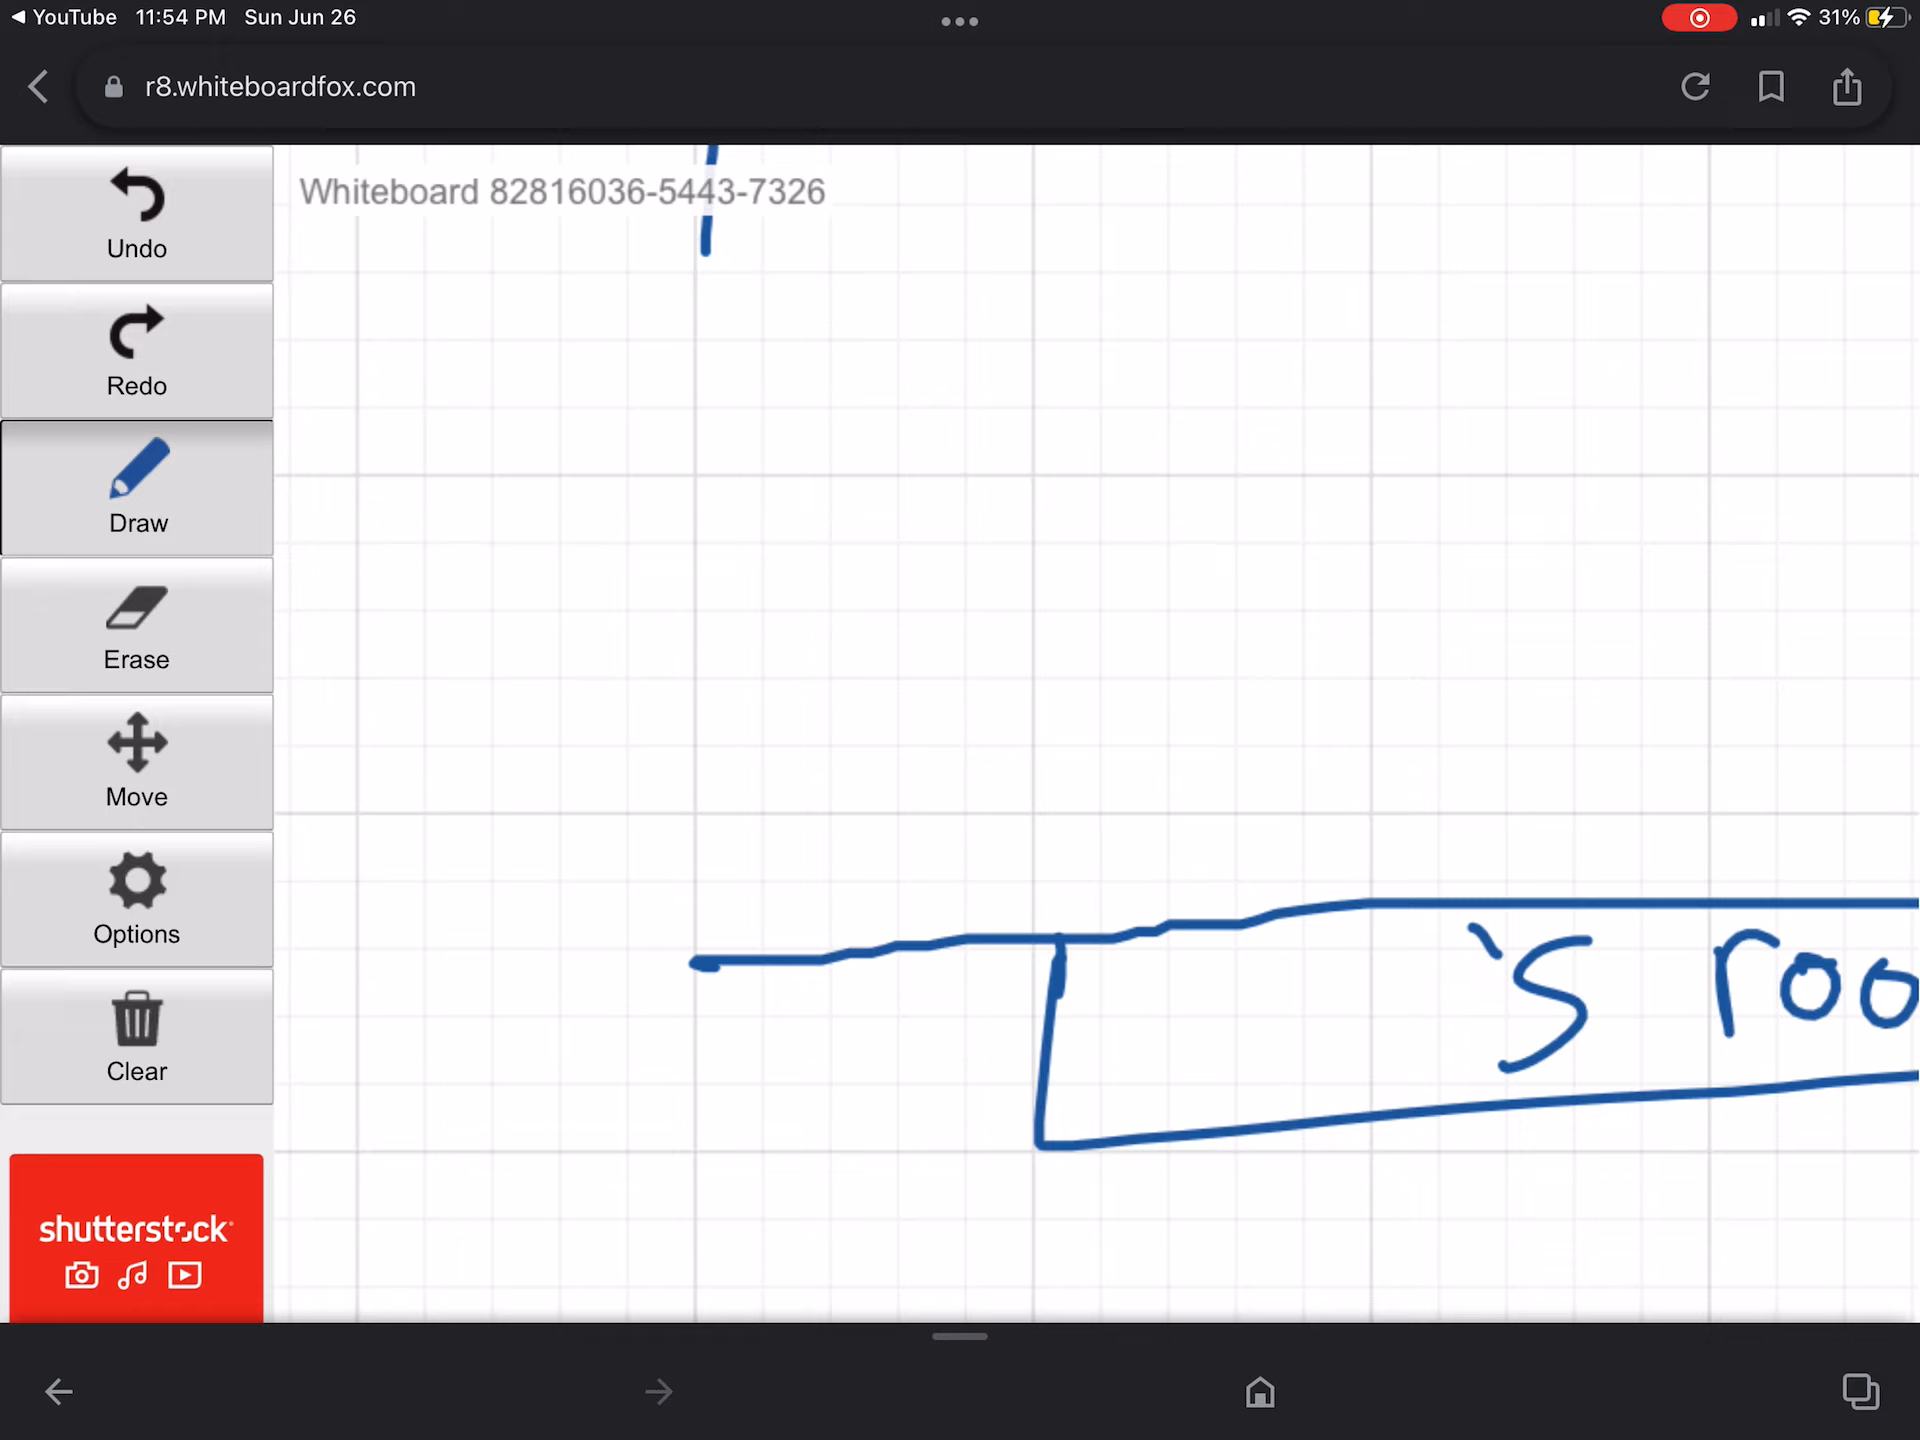 YouTube 11:54 PM Sun Jun 26
31%
r8.whiteboardfox.com
Whiteboard 82816036-5443-7326
Undo
Redo
Draw
Erase
Move
Options
Clear
's roo
shutterstock